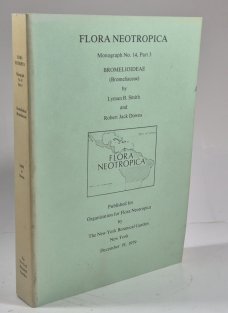 FLORA NEOTROPICA
Monograph No. 14, Part 3
BROMELIOIDEAE
(Bromeliaceae)
by
Lyman B. Smith
and
Robert Jack Downs
FLORA
NEOTROPICA
Published for
Organization for Flora Neotropica
by
The New York Botanical Garden
New York
December 19, 1979